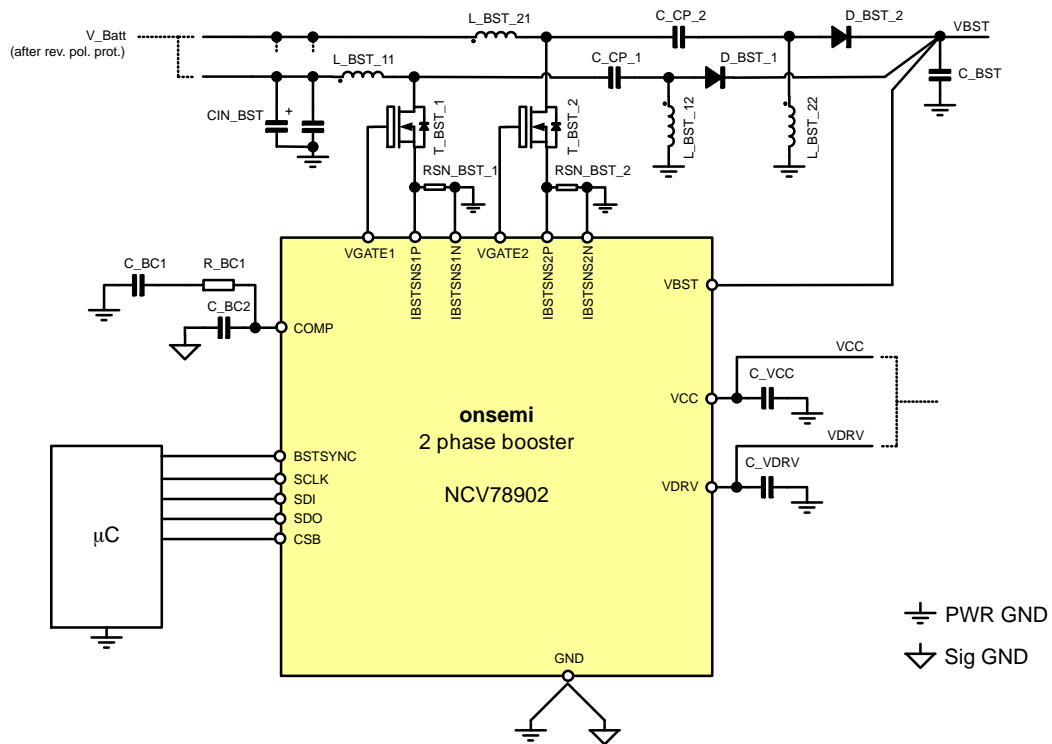 L_BST_21
C_CP_2
D_BST_2
V_Batt
(after rev. pol. prot.)
VBST
L_BST_11
C_CP_1
D_BST_1
C_BST
CIN_BST
+
T_BST_1
T_BST_2
L_BST_12
L_BST_22
RSN_BST_1
RSN_BST_2
VGATE1
IBSTSNS1P
IBSTSNS1N
VGATE2
IBSTSNS2P
IBSTSNS2N
C_BC1
R_BC1
VBST
C_BC2
COMP
VCC
C_VCC
VCC
onsemi
2 phase booster
NCV78902
VDRV
C_VDRV
VDRV
BSTSYNC
SCLK
SDI
SDO
CSB
μC
PWR GND
Sig GND
GND